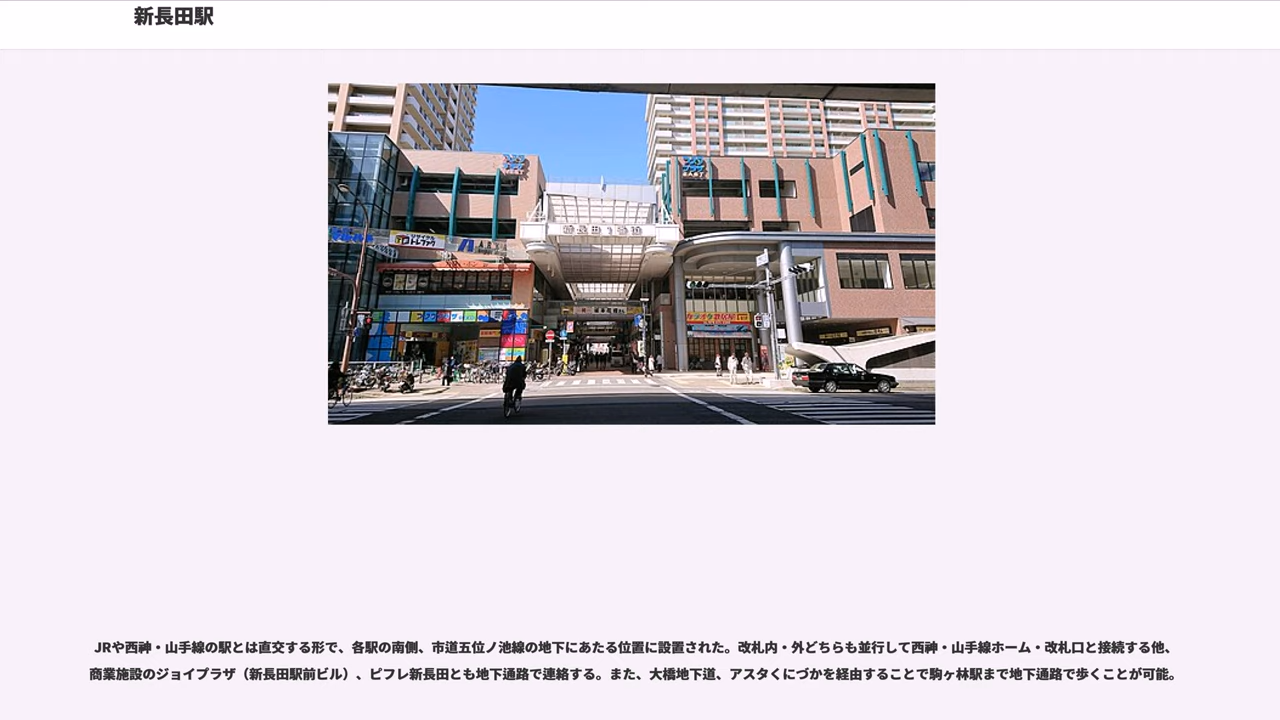 新長田駅
新長田1番街
JRや西神・山手線の駅とは直交する形で、各駅の南側、市道五位ノ池線の地下にあたる位置に設置された。改札内・外どちらも並行して西神・山手線ホーム・改札口と接続する他、
商業施設のジョイプラザ（新長田駅前ビル）、ピフレ新長田とも地下通路で連絡する。また、大橋地下道、アスタくにづかを経由することで駒ヶ林駅まで地下通路で歩くことが可能。